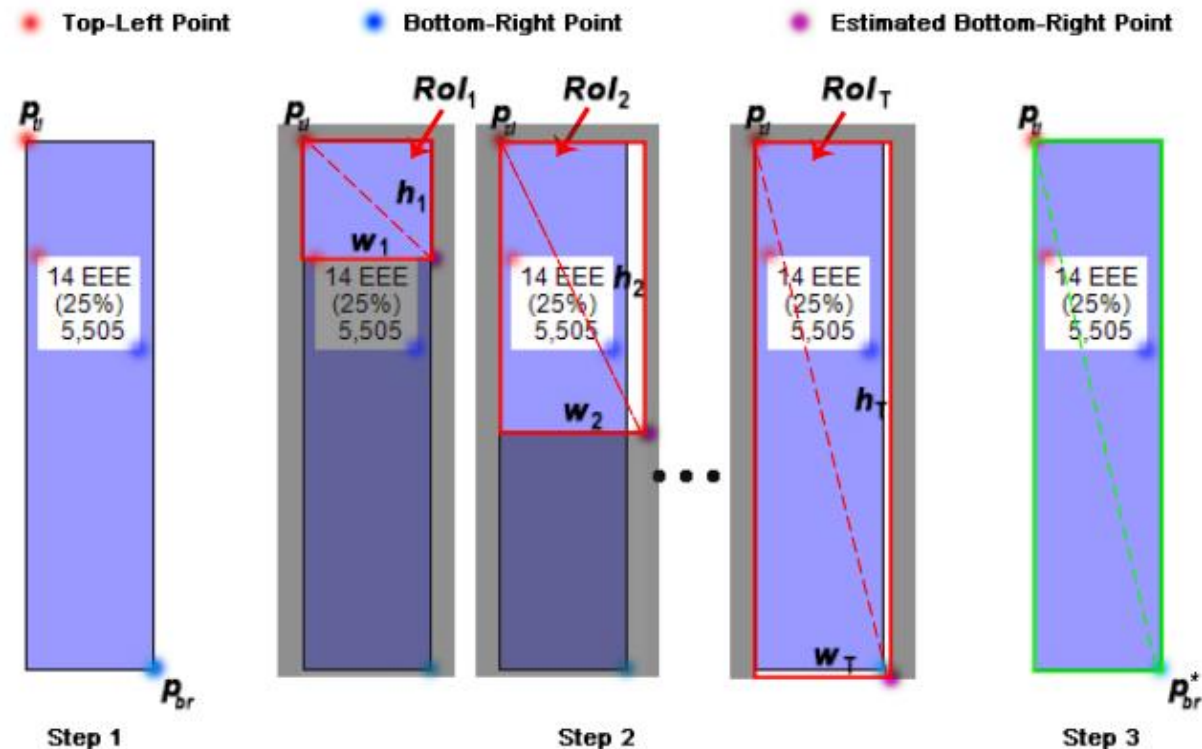 Top-Left Point
Bottom-Right Point
Estimated Bottom-Right Point
p_tl
RoI_1
RoI_2
RoI_T
p_tl
p_tl
p_tl
p_tl
h_1
w_1
14 EEE
(25%)
5,505
14 EEE
(25%)
5,505
14 EEE
(25%)
5,505
h_2
14 EEE
(25%)
5,505
14 EEE
(25%)
5,505
h_T
w_2
...
w_T
p_br
p*_br
Step 1
Step 2
Step 3